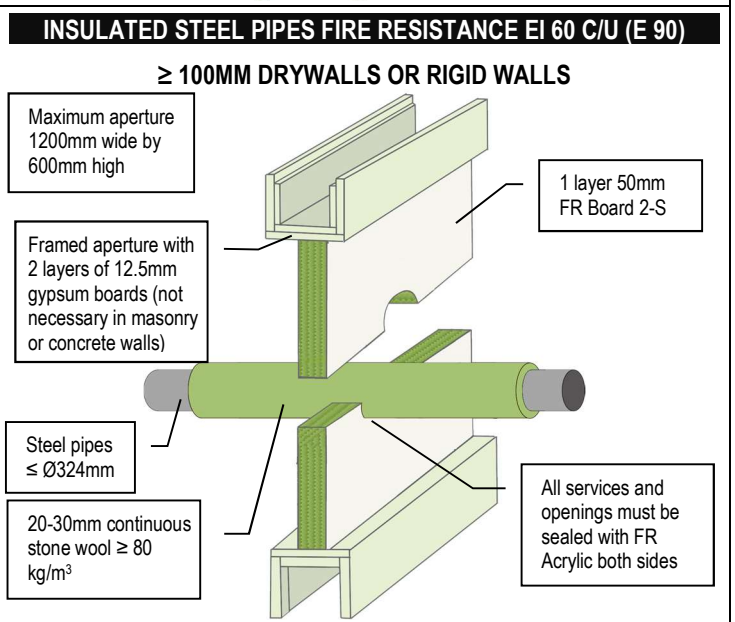 INSULATED STEEL PIPES FIRE RESISTANCE EI 60 C/U (E 90)
≥ 100MM DRYWALLS OR RIGID WALLS
Maximum aperture
1200mm wide by
600mm high
1 layer 50mm
FR Board 2-S
Framed aperture with
2 layers of 12.5mm
gypsum boards (not
necessary in masonry
or concrete walls)
Steel pipes
≤ Ø324mm
20-30mm continuous
stone wool ≥ 80
kg/m³
All services and
openings must be
sealed with FR
Acrylic both sides